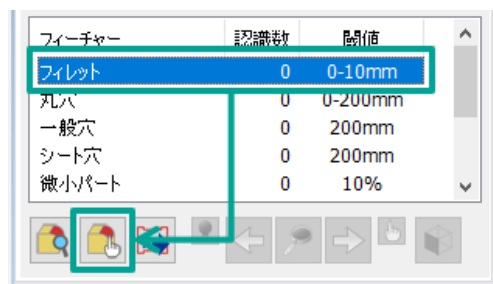 フィーチャー 認識数 閾値
フィレット 0 0-10mm
丸穴 0 0-200mm
一般穴 0 200mm
シート穴 0 200mm
微小パート 0 10%